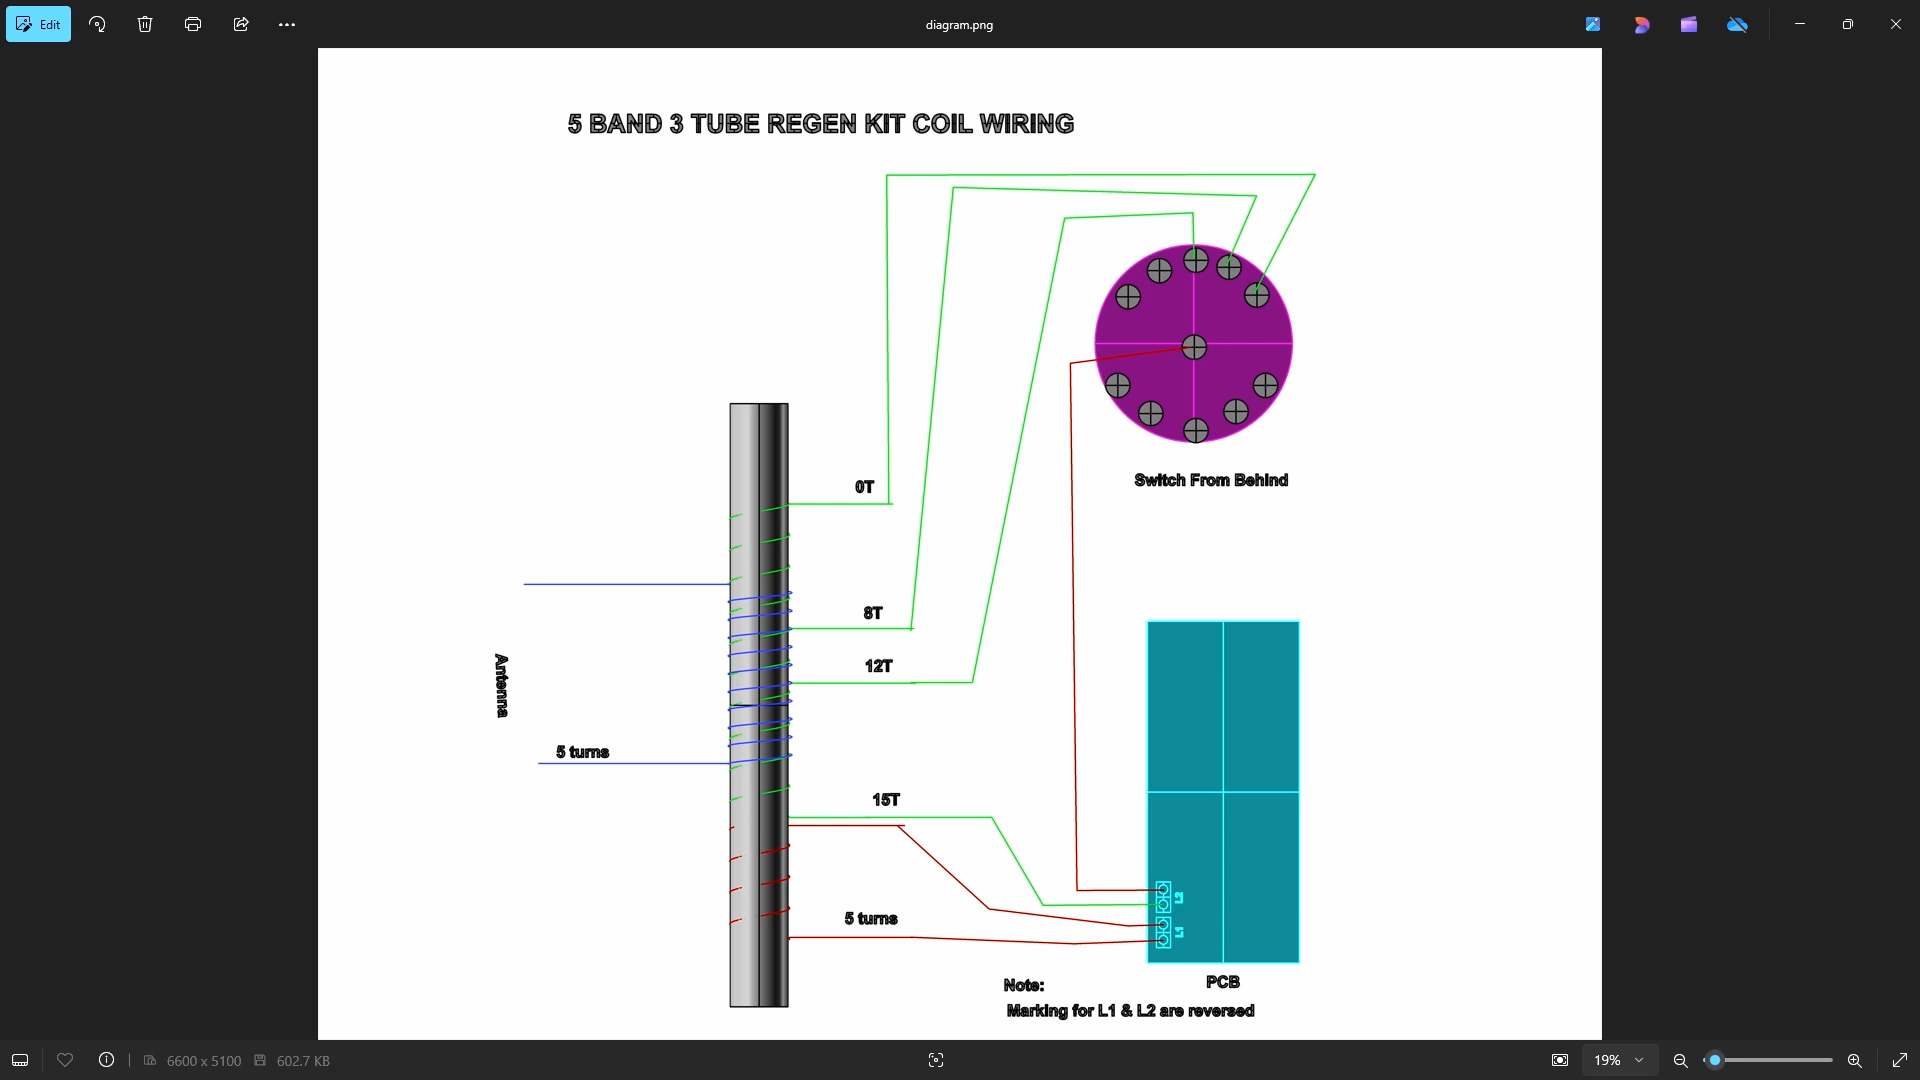 Edit
diagram.png
5 BAND 3 TUBE REGEN KIT COIL WIRING
Switch From Behind
0T
8T
12T
Antenna
5 turns
15T
5 turns
L2
L1
PCB
Note:
Marking for L1 & L2 are reversed
6600 x 5100
602.7 KB
19%